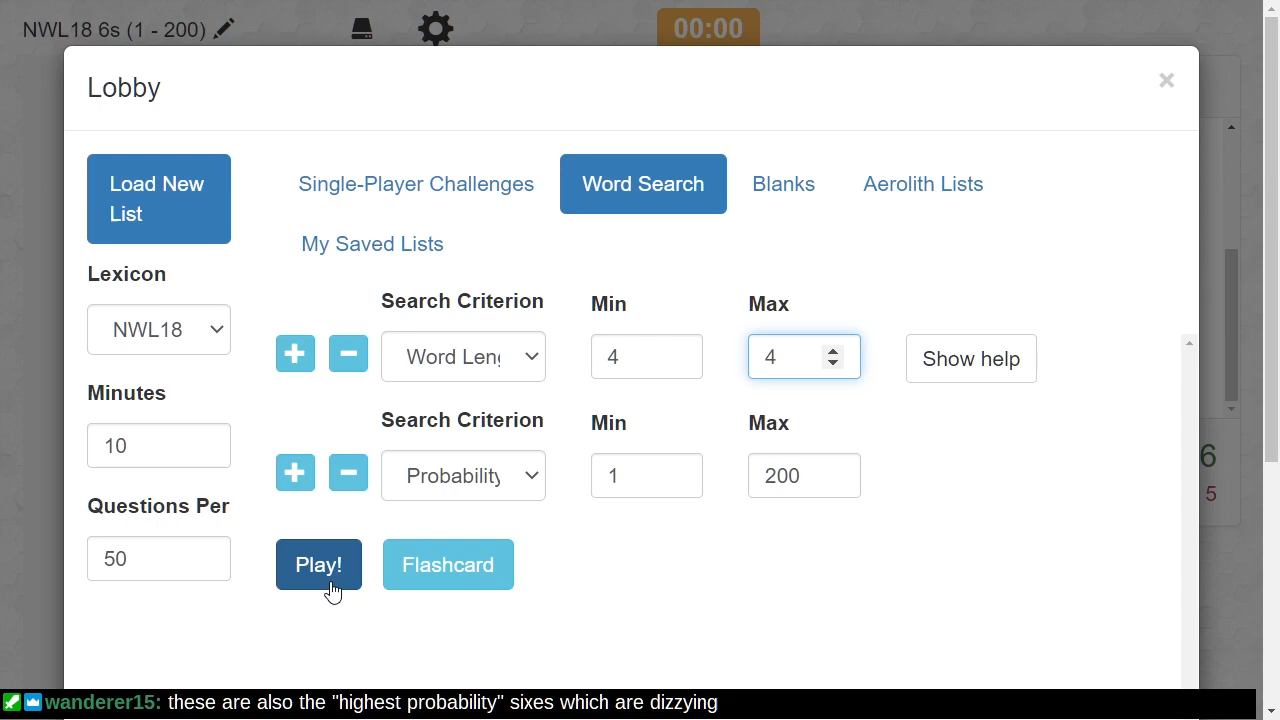 NWL18 6s (1 - 200)
00:00
Lobby
×
Load New List
Single-Player Challenges
Word Search
Blanks
Aerolith Lists
My Saved Lists
Lexicon
NWL18
Minutes
10
Questions Per
50
Search Criterion
Min
Max
Word Leng
4
4
Show help
Search Criterion
Min
Max
Probability
1
200
Play!
Flashcard
6
5
wanderer15: these are also the "highest probability" sixes which are dizzying